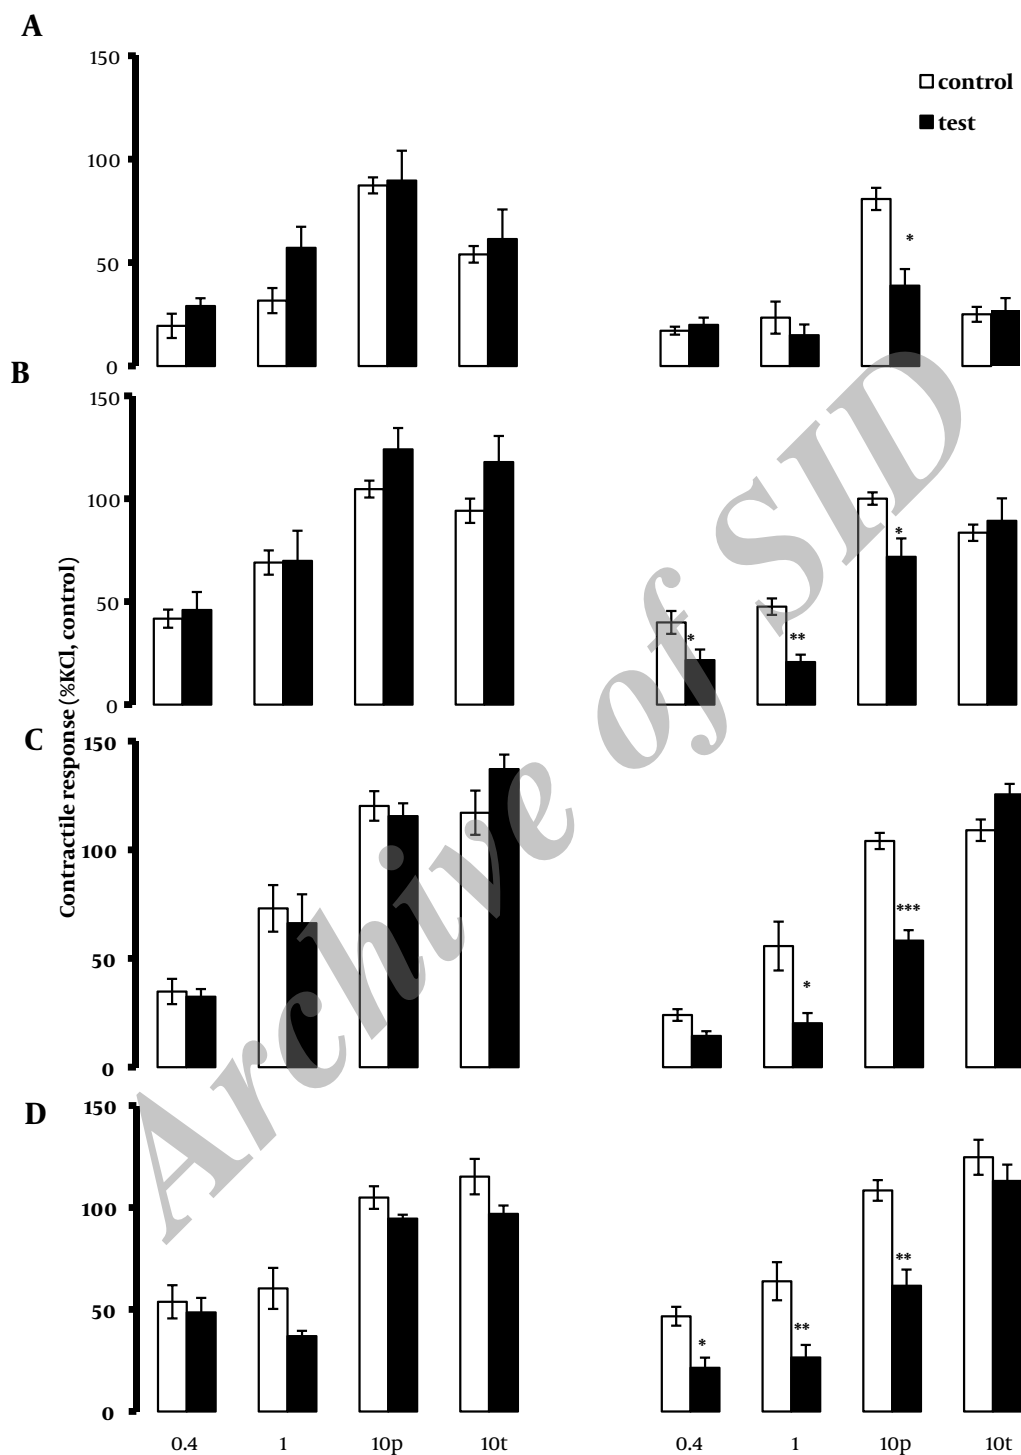 A
150
100
50
0
control
test
*
B
150
100
50
0
*
**
*
Contractile response (%KCl, control)
C
150
100
50
0
*
***
D
150
100
50
0
*
**
**
0.4 1 10p 10t 0.4 1 10p 10t
Archive of SID